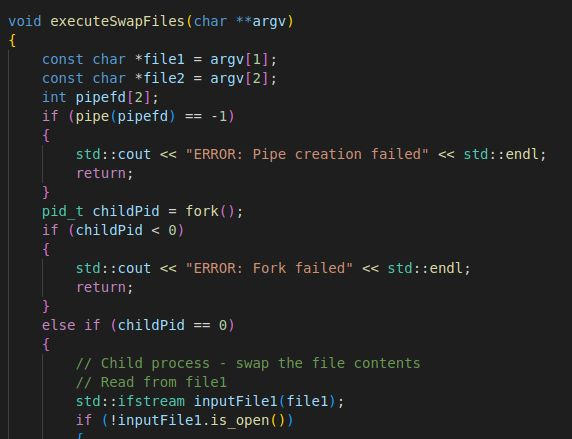 void executeSwapFiles(char **argv)
{
    const char *file1 = argv[1];
    const char *file2 = argv[2];
    int pipefd[2];
    if (pipe(pipefd) == -1)
    {
        std::cout << "ERROR: Pipe creation failed" << std::endl;
        return;
    }
    pid_t childPid = fork();
    if (childPid < 0)
    {
        std::cout << "ERROR: Fork failed" << std::endl;
        return;
    }
    else if (childPid == 0)
    {
        // Child process - swap the file contents
        // Read from file1
        std::ifstream inputFile1(file1);
        if (!inputFile1.is_open())
        {